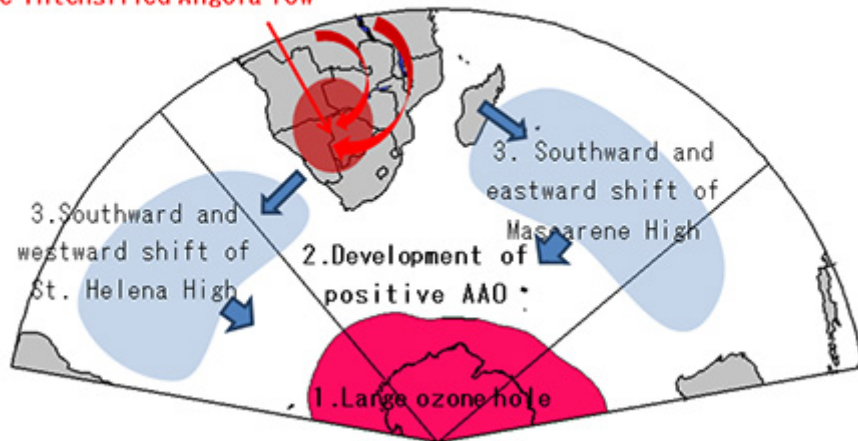 Intensified Angola low
3. Southward and
eastward shift of
Mascarene High
3.Southward and
westward shift of
St. Helena High
2.Development of
positive AAO
1.Large ozone hole